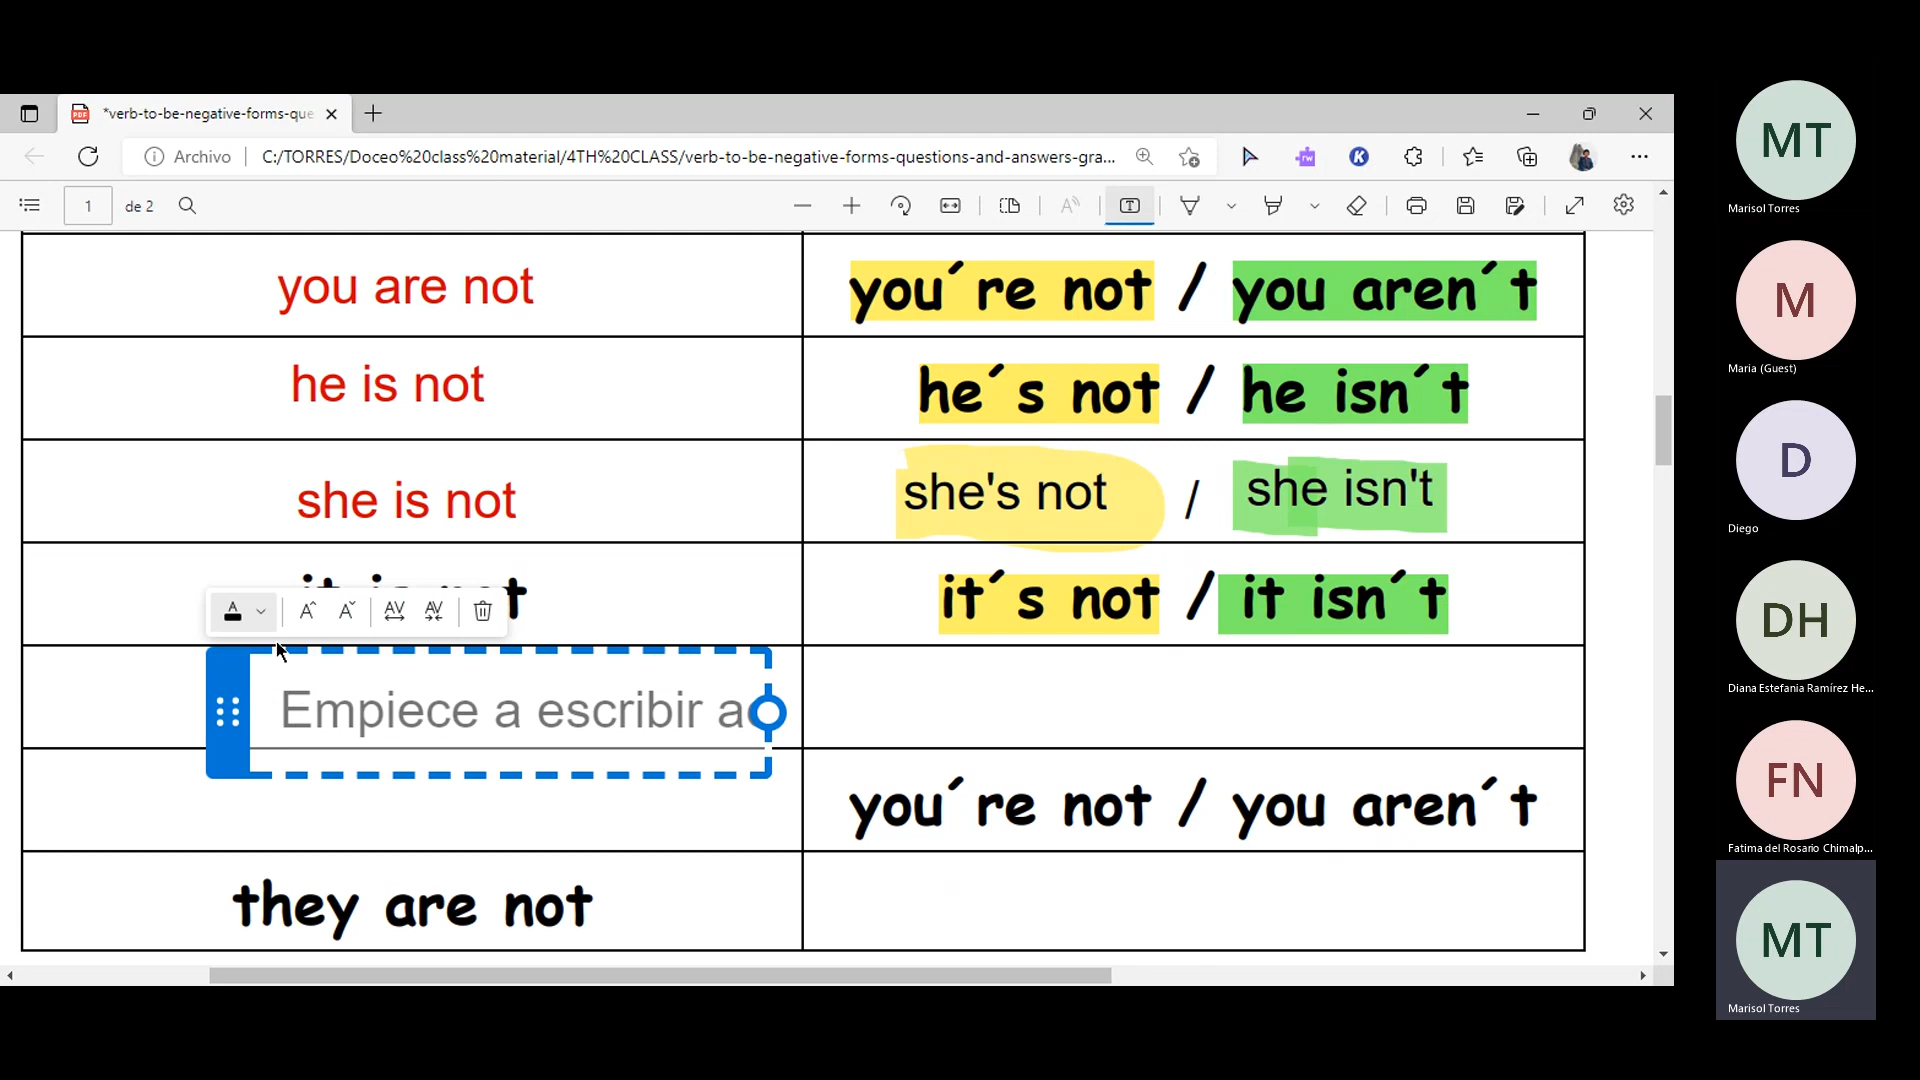 *verb-to-be-negative-forms-que
Archivo
C:/TORRES/Doceo%20class%20material/4TH%20CLASS/verb-to-be-negative-forms-questions-and-answers-gra...
1 de 2
you are not
you´re not / you aren´t
he is not
he´s not / he isn´t
she is not
she's not / she isn't
it is not
it´s not / it isn´t
Empiece a escribir
you´re not / you aren´t
they are not
MT
Marisol Torres
M
Maria (Guest)
D
Diego
DH
Diana Estefania Ramírez He...
FN
Fatima del Rosario Chimalp...
MT
Marisol Torres